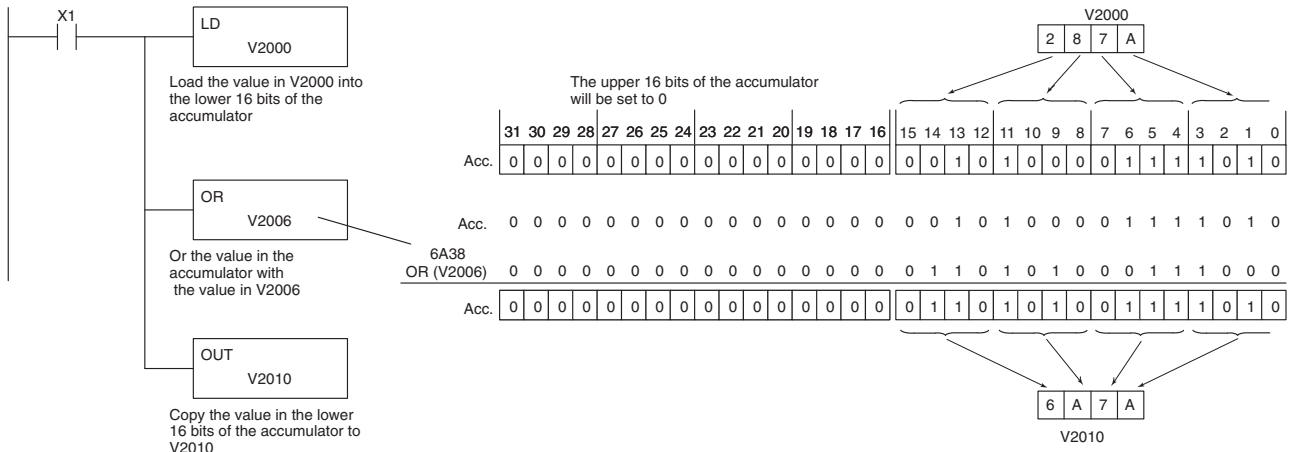 X1
LD
V2000
Load the value in V2000 into
the lower 16 bits of the
accumulator
V2000
2 8 7 A
The upper 16 bits of the accumulator
will be set to 0
31 30 29 28 27 26 25 24 23 22 21 20 19 18 17 16 15 14 13 12 11 10 9 8 7 6 5 4 3 2 1 0
Acc. 0 0 0 0 0 0 0 0 0 0 0 0 0 0 0 0 0 0 1 0 1 0 0 0 0 1 1 1 1 0 1 0
OR
V2006
Or the value in the
accumulator with
the value in V2006
Acc. 0 0 0 0 0 0 0 0 0 0 0 0 0 0 0 0 0 0 1 0 1 0 0 0 0 1 1 1 1 0 1 0
6A38
OR (V2006) 0 0 0 0 0 0 0 0 0 0 0 0 0 0 0 0 0 1 1 0 1 0 1 0 0 0 1 1 1 0 0 0
Acc. 0 0 0 0 0 0 0 0 0 0 0 0 0 0 0 0 0 1 1 0 1 0 1 0 0 1 1 1 1 0 1 0
OUT
V2010
Copy the value in the lower
16 bits of the accumulator to
V2010
6 A 7 A
V2010